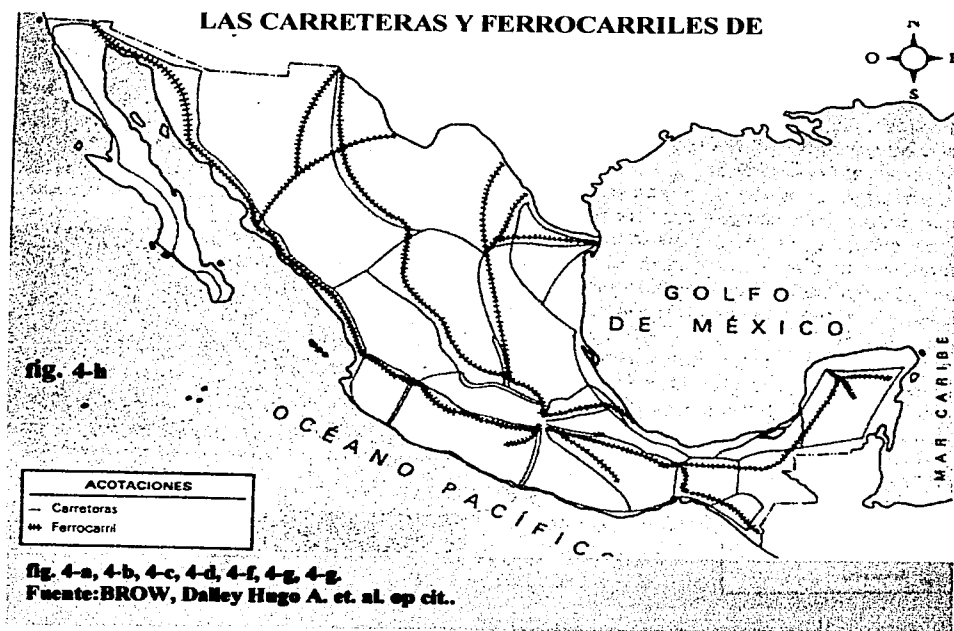 LAS CARRETERAS Y FERROCARRILES DE
N
O
E
S
GOLFO
DE MÉXICO
MAR CARIBE
fig. 4-h
OCÉANO PACÍFICO
ACOTACIONES
Carreteras
Ferrocarri
fig. 4-a, 4-b, 4-c, 4-d, 4-f, 4-g, 4-g.
Fuente:BROW, Dalley Hugo A. et. al. op cit..